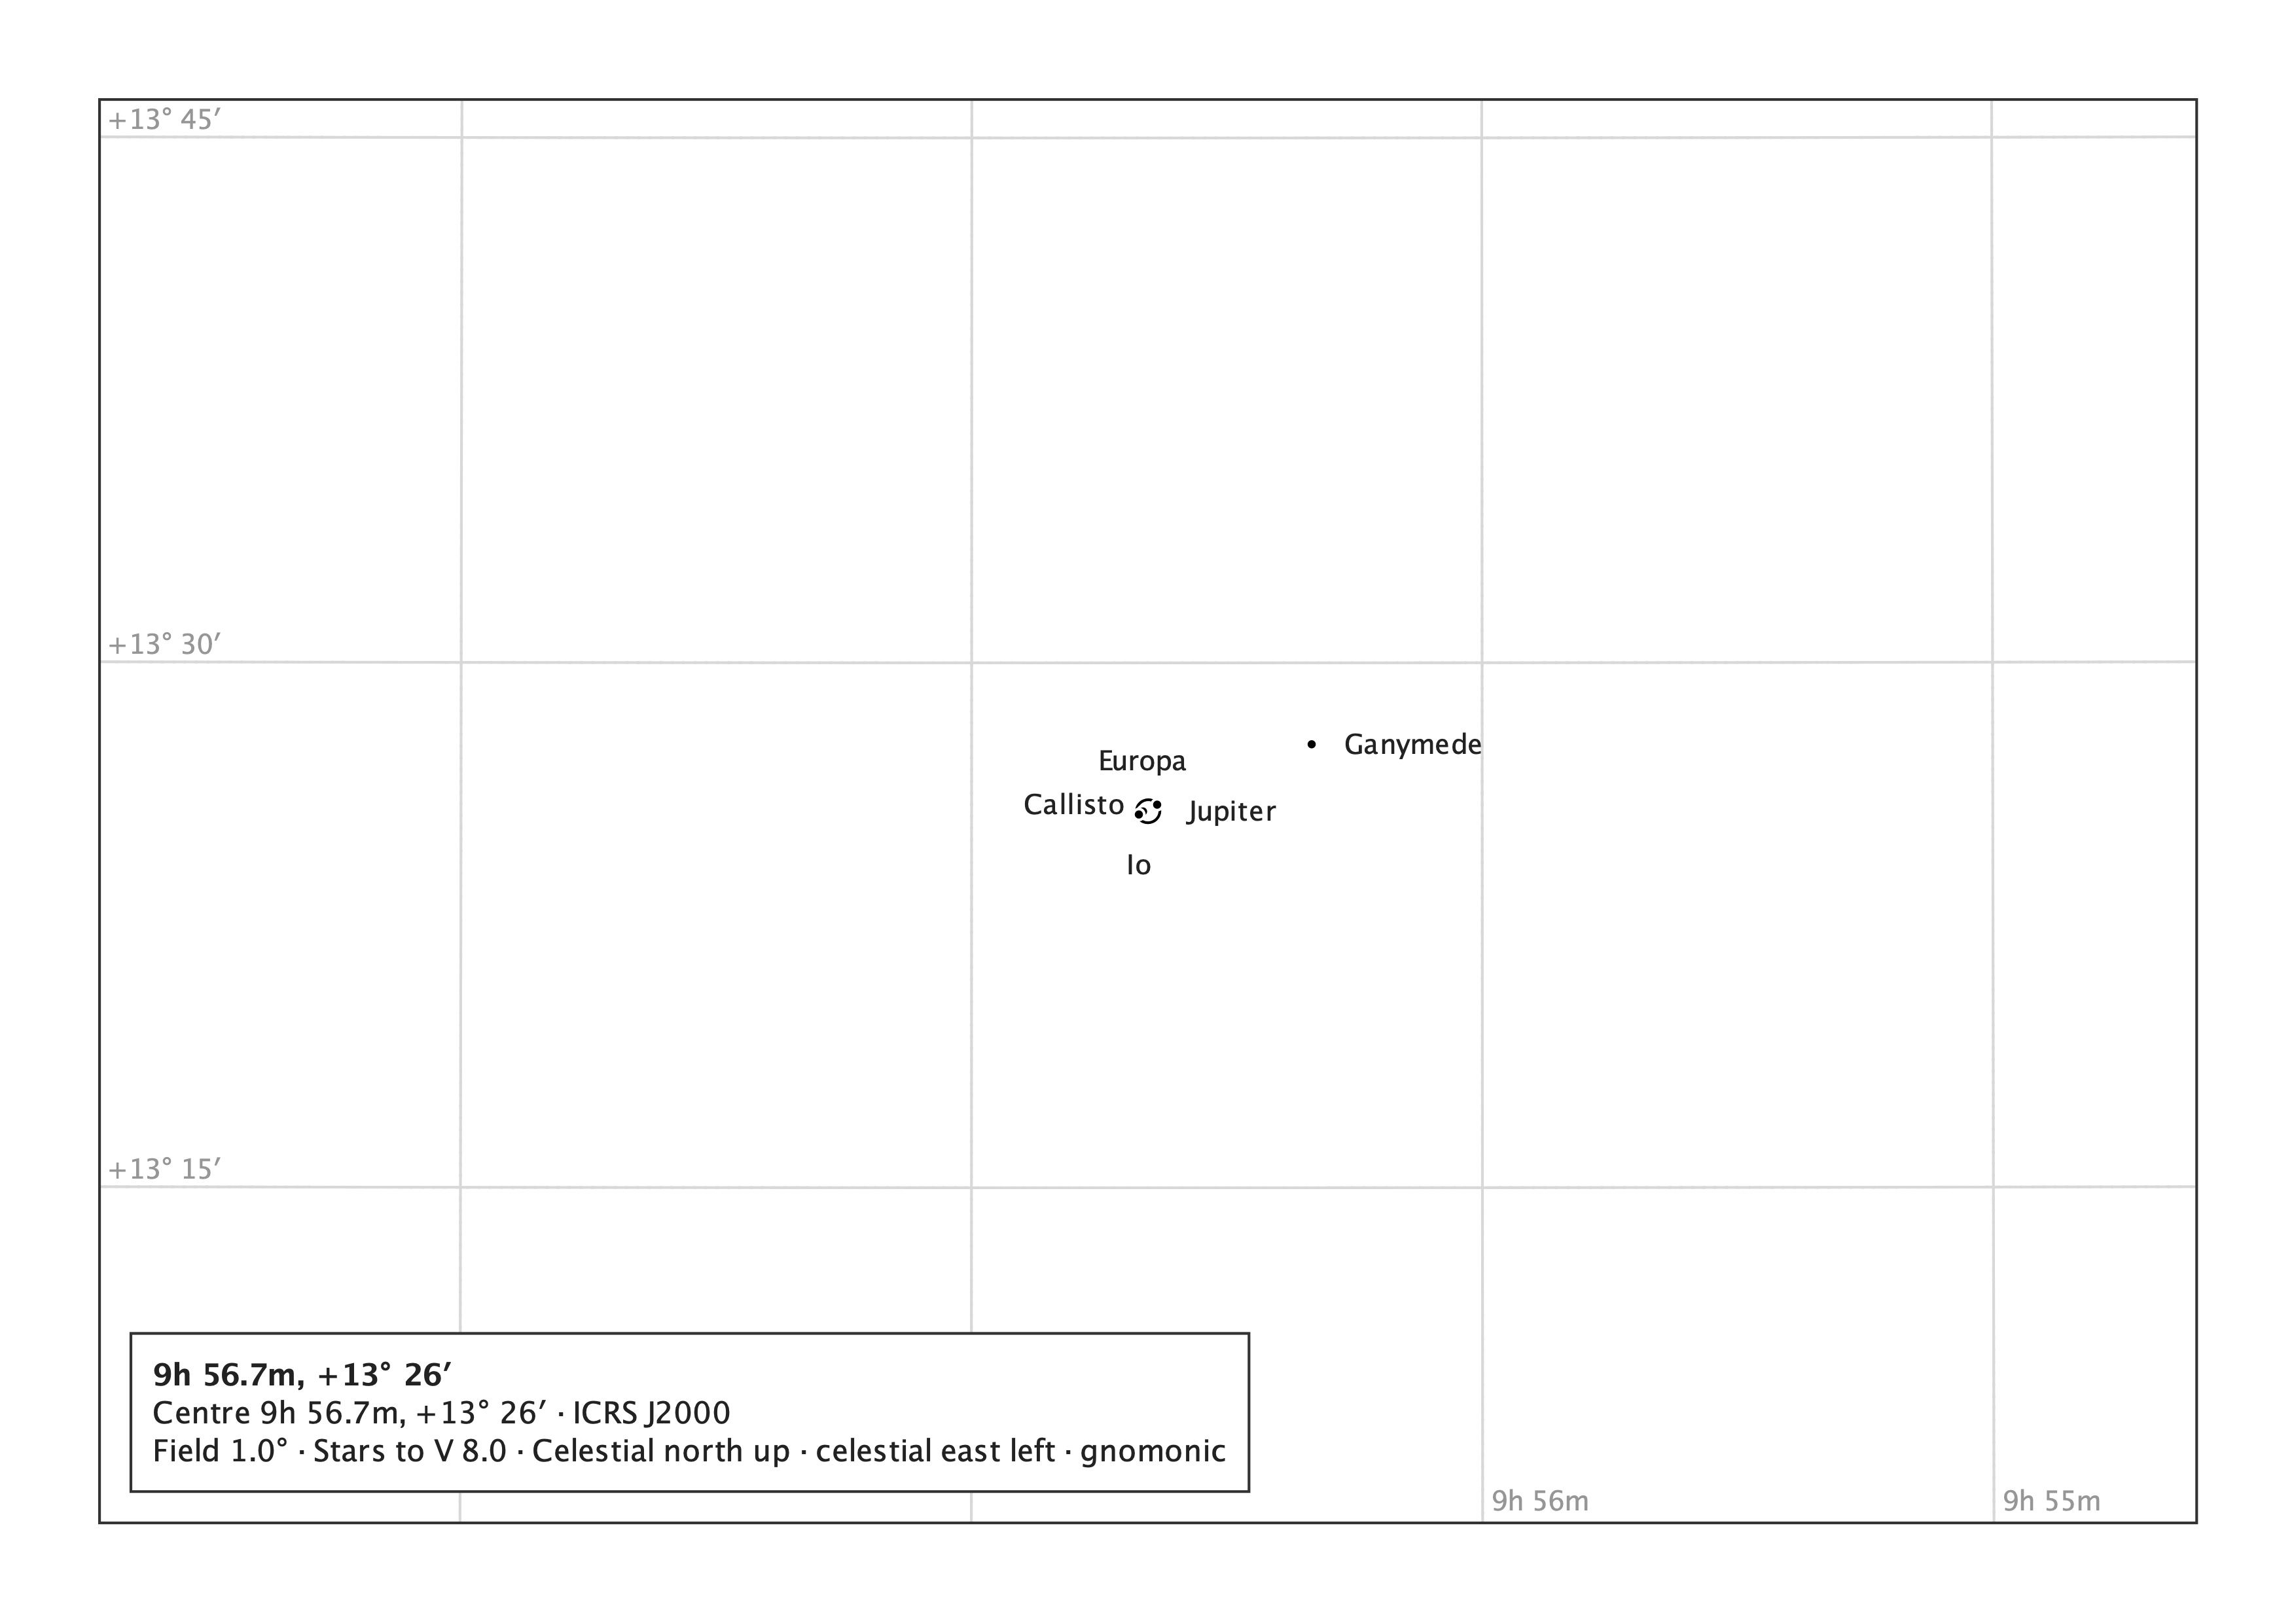 +13° 45′
+13° 30′
Ganymede
Europa
Callisto
Jupiter
Io
+13° 15′
9h 56.7m, +13° 26′
Centre 9h 56.7m, +13° 26′ · ICRS J2000
Field 1.0° · Stars to V 8.0 · Celestial north up · celestial east left · gnomonic
9h 56m
9h 55m